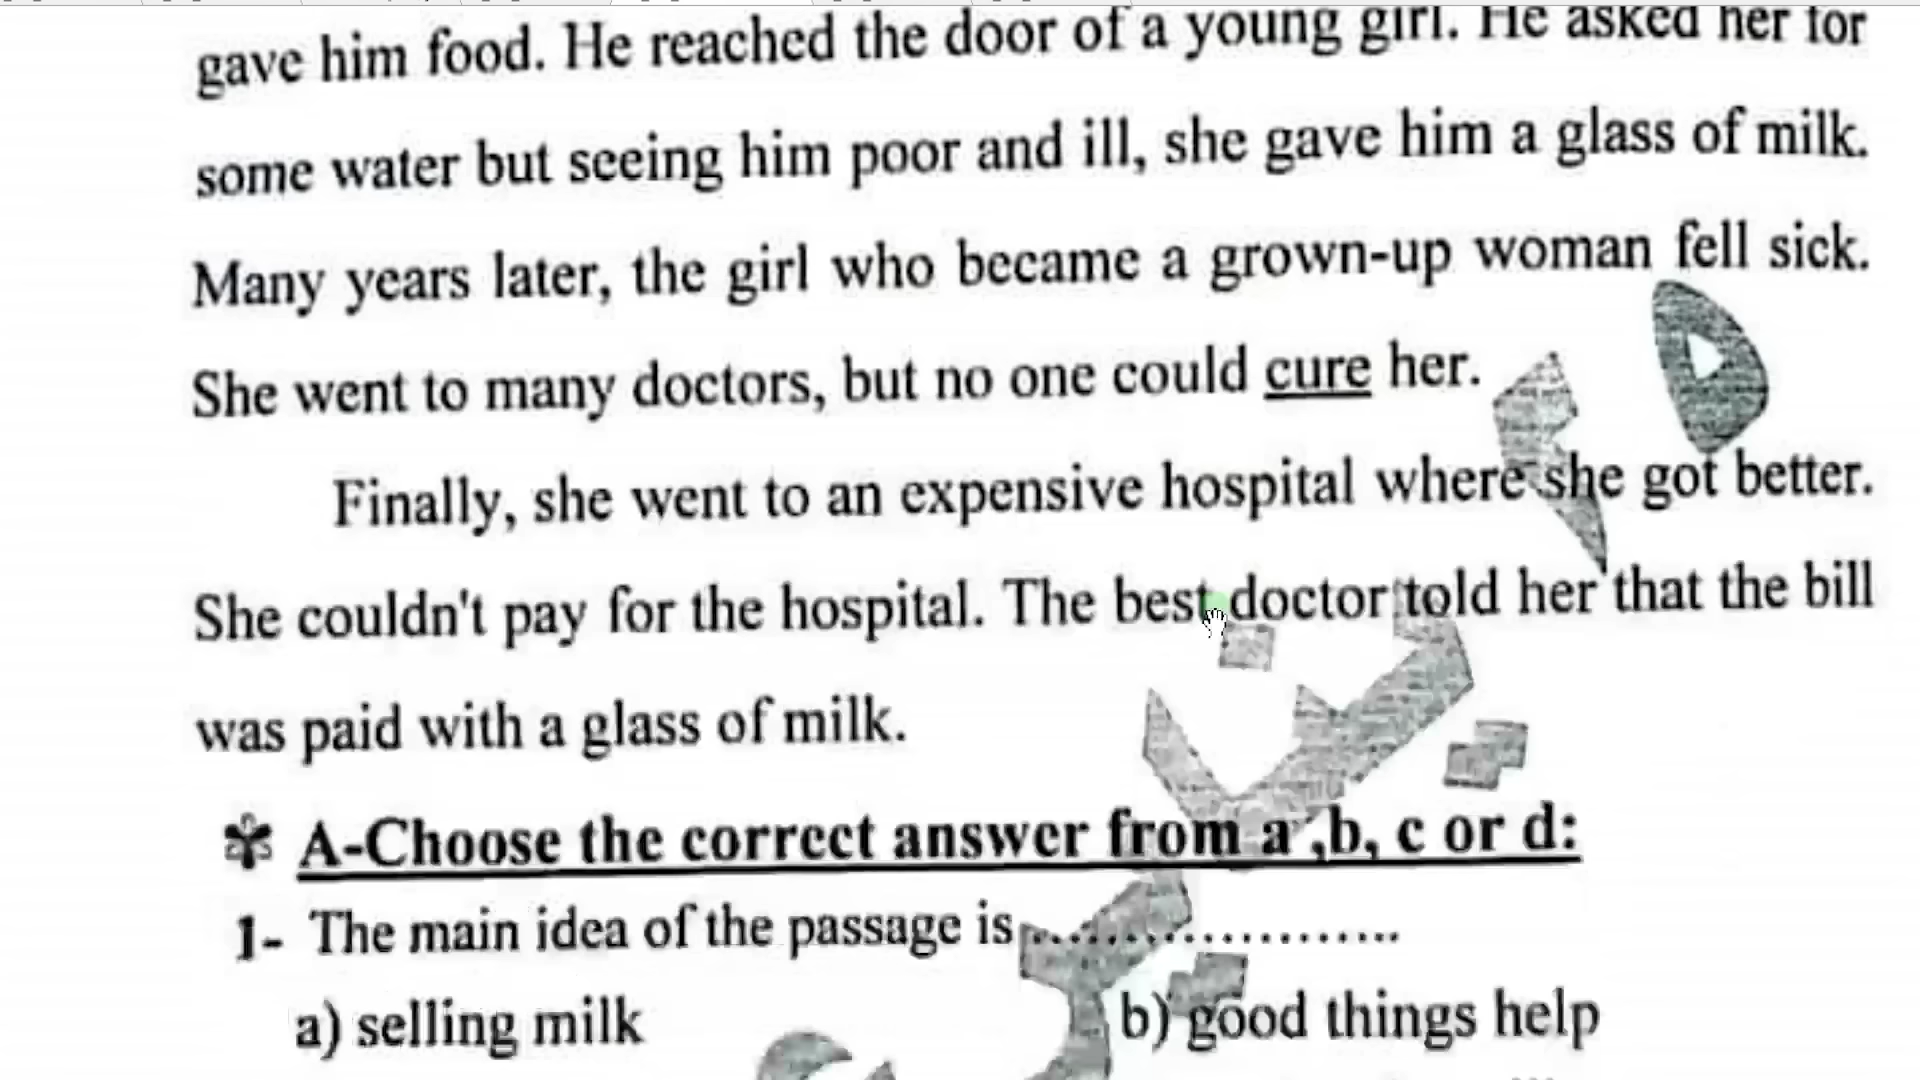 gave him food. He reached the door of a young girl. He asked her for
some water but seeing him poor and ill, she gave him a glass of milk.
Many years later, the girl who became a grown-up woman fell sick.
She went to many doctors, but no one could cure her.
Finally, she went to an expensive hospital where she got better.
She couldn't pay for the hospital. The best doctor told her that the bill
was paid with a glass of milk.
A-Choose the correct answer from a ,b, c or d:
1- The main idea of the passage is......................
a) selling milk b) good things help